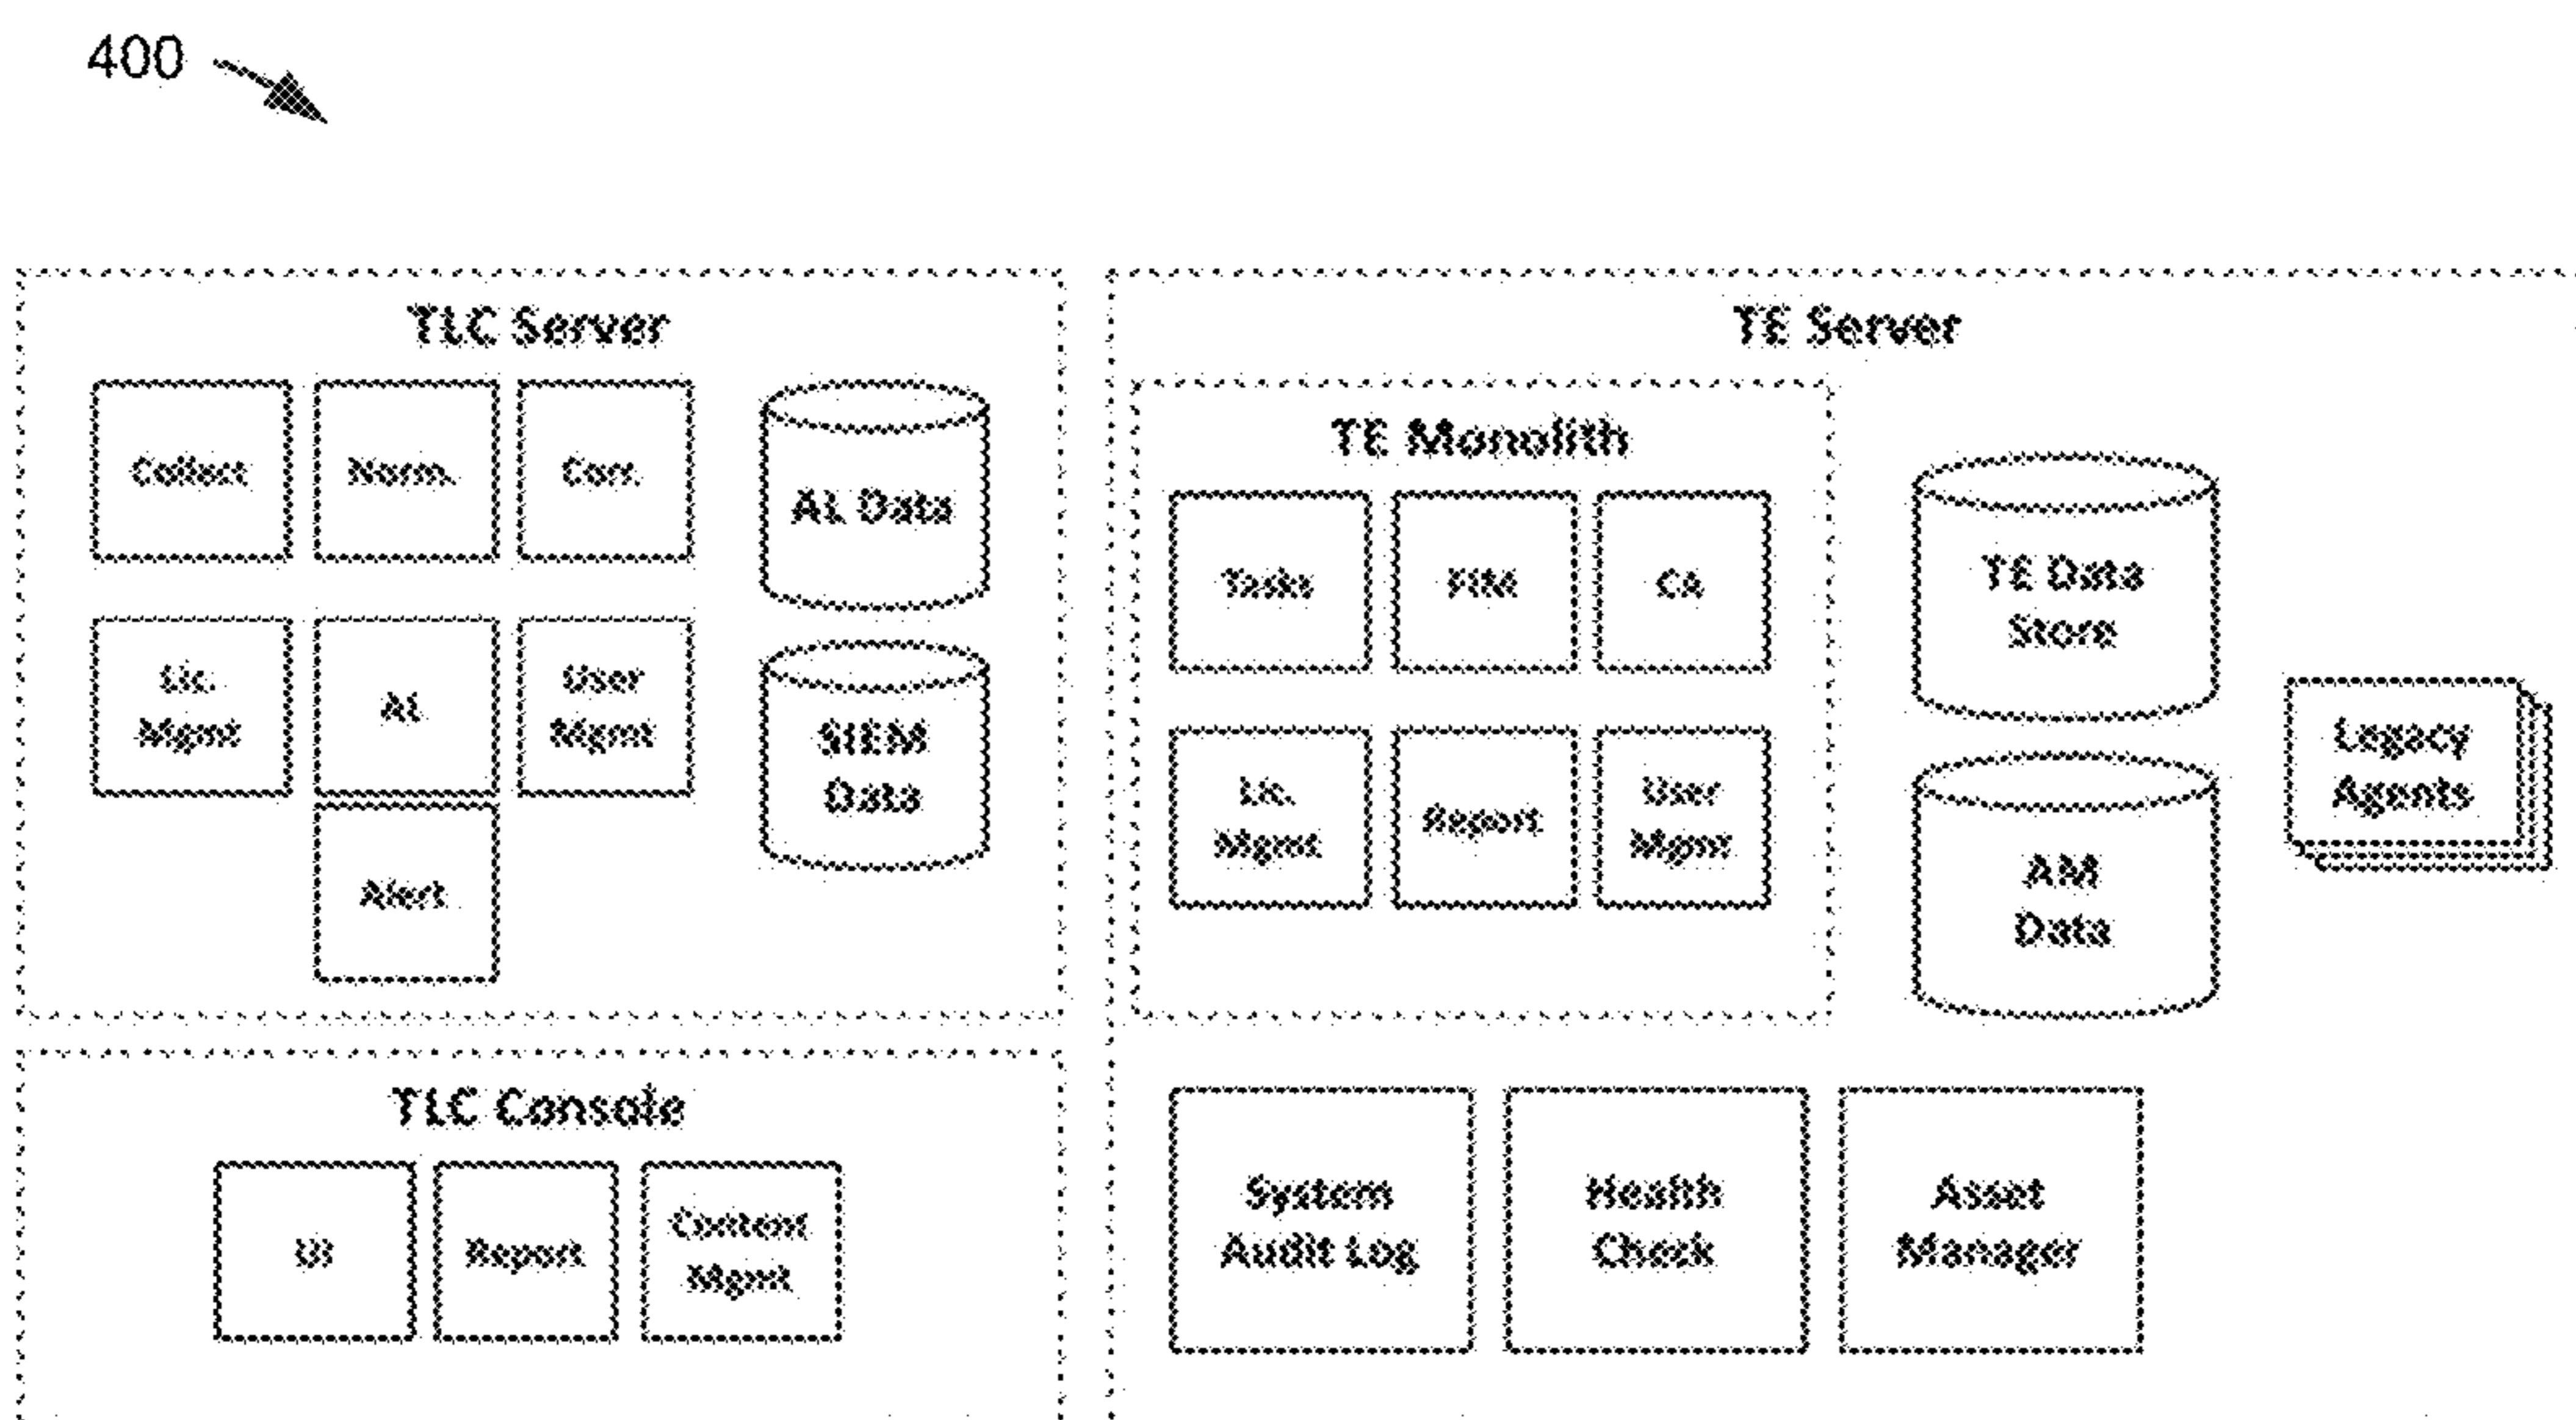 400
TLC Server
Collect
Norm.
Corr.
AL Data
Lic.
Mgmt
AL
User
Mgmt
SIEM
Data
Alert
TLC Console
UI
Report
Content
Mgmt
TE Server
TE Monolith
Tasks
FIM
CA
Lic.
Mgmt
Report
User
Mgmt
TE Data
Store
AM
Data
Legacy
Agents
System
Audit Log
Health
Check
Asset
Manager